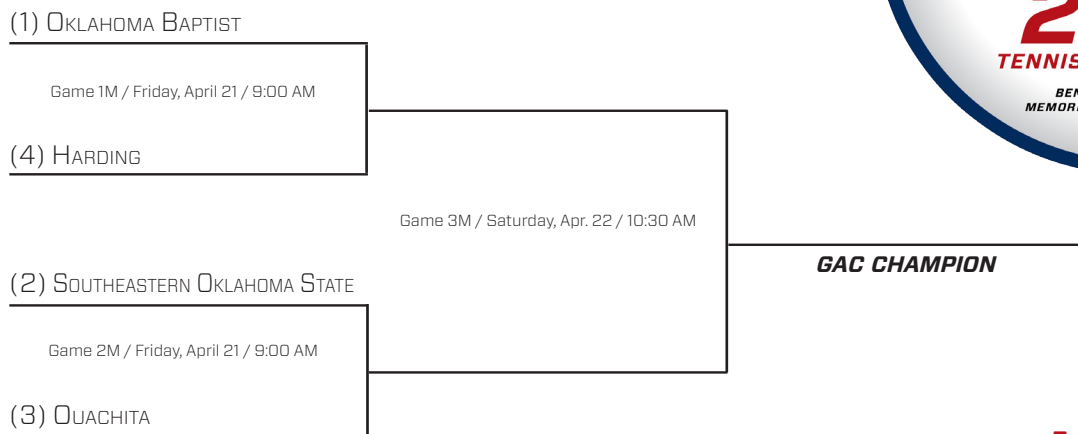 (1) Oklahoma Baptist
Game 1M / Friday, April 21 / 9:00 AM
(4) Harding
Game 3M / Saturday, Apr. 22 / 10:30 AM
GAC CHAMPION
(2) Southeastern Oklahoma State
Game 2M / Friday, April 21 / 9:00 AM
(3) Ouachita
2
TENNIS